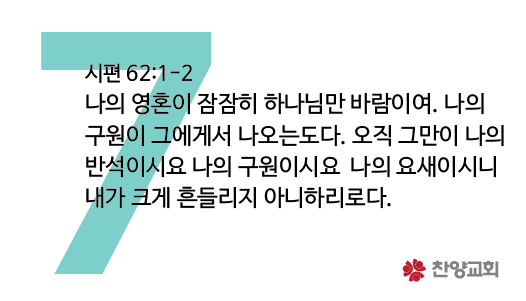 7
시편 62:1-2
나의 영혼이 잠잠히 하나님만 바람이여. 나의
구원이 그에게서 나오는도다. 오직 그만이 나의
반석이시요 나의 구원이시요 나의 요새이시니
내가 크게 흔들리지 아니하리로다.
찬양교회